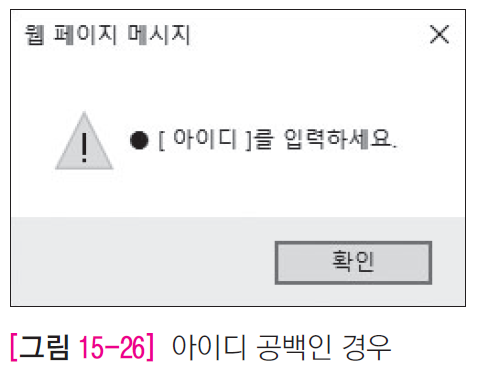 웹 페이지 메시지
● [ 아이디 ]를 입력하세요.
확인
[그림 15-26] 아이디 공백인 경우